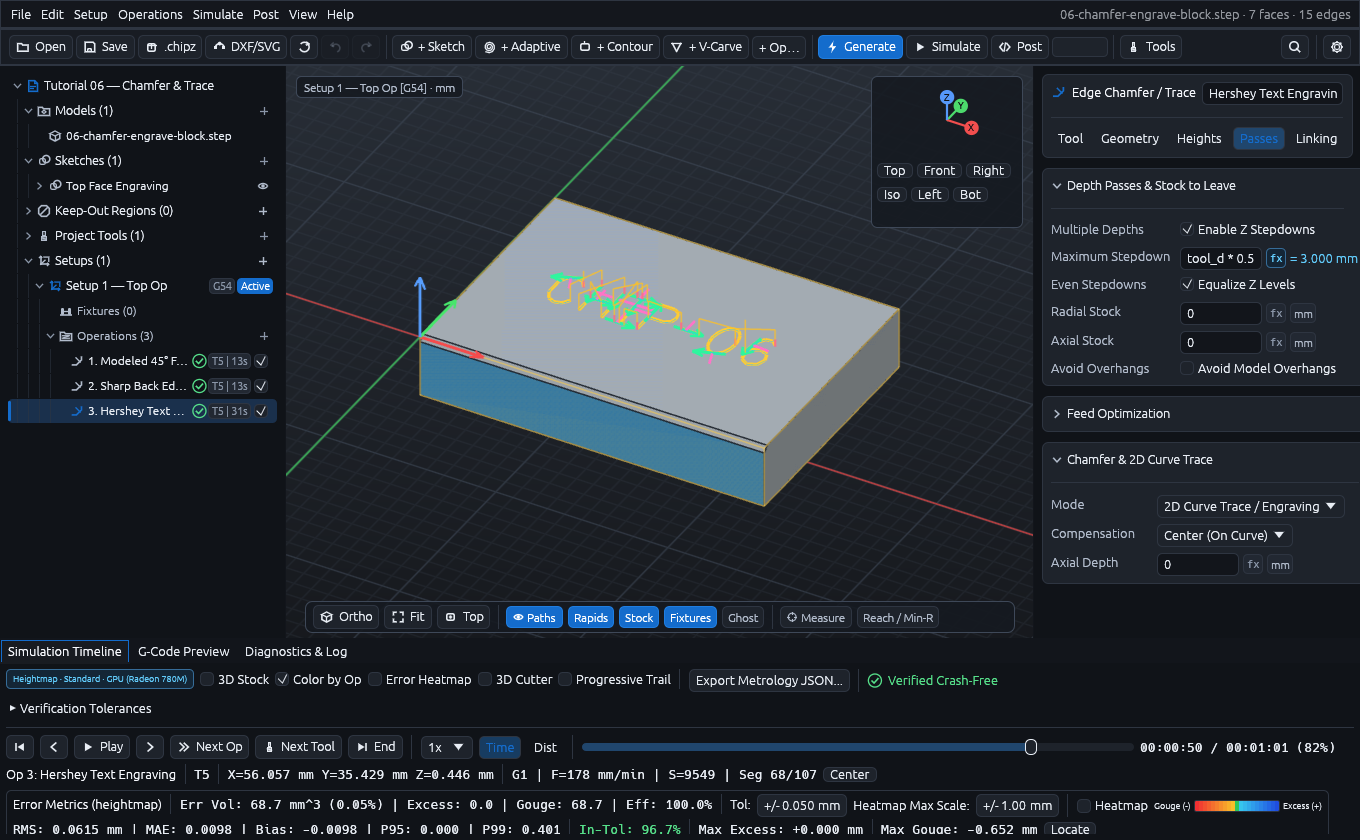 File Edit Setup Operations Simulate Post View Help 06-chamfer-engrave-block.step · 7 faces · 15 edges
Open Save .chipz DXF/SVG + Sketch + Adaptive + Contour + V-Carve + Op... Generate Simulate Post Tools
Tutorial 06 — Chamfer & Trace
Models (1) +
06-chamfer-engrave-block.step
Sketches (1) +
Top Face Engraving
Keep-Out Regions (0) +
Project Tools (1) +
Setups (1) +
Setup 1 — Top Op G54 Active
Fixtures (0)
Operations (3) +
1. Modeled 45° F... T5 | 13s
2. Sharp Back Ed... T5 | 13s
3. Hershey Text ... T5 | 31s
Setup 1 — Top Op [G54] · mm
Z
Y
X
Top Front Right
Iso Left Bot
Ortho Fit Top Paths Rapids Stock Fixtures Ghost Measure Reach / Min-R
Edge Chamfer / Trace Hershey Text Engravin
Tool Geometry Heights Passes Linking
Depth Passes & Stock to Leave
Multiple Depths Enable Z Stepdowns
Maximum Stepdown tool_d * 0.5 fx = 3.000 mm
Even Stepdowns Equalize Z Levels
Radial Stock 0 fx mm
Axial Stock 0 fx mm
Avoid Overhangs Avoid Model Overhangs
Feed Optimization
Chamfer & 2D Curve Trace
Mode 2D Curve Trace / Engraving
Compensation Center (On Curve)
Axial Depth 0 fx mm
Simulation Timeline G-Code Preview Diagnostics & Log
Heightmap · Standard · GPU (Radeon 780M) 3D Stock Color by Op Error Heatmap 3D Cutter Progressive Trail Export Metrology JSON... Verified Crash-Free
Verification Tolerances
Play Next Op Next Tool End 1x Time Dist 00:00:50 / 00:01:01 (82%)
Op 3: Hershey Text Engraving T5 X=56.057 mm Y=35.429 mm Z=0.446 mm G1 | F=178 mm/min | S=9549 | Seg 68/107 Center
Error Metrics (heightmap) Err Vol: 68.7 mm^3 (0.05%) | Excess: 0.0 | Gouge: 68.7 | Eff: 100.0% Tol: +/-0.050 mm Heatmap Max Scale: +/-1.00 mm Heatmap Gouge (-) Excess (+)
RMS: 0.0615 mm | MAE: 0.0098 | Bias: -0.0098 | P95: 0.000 | P99: 0.401 In-Tol: 96.7% Max Excess: +0.000 mm Max Gouge: -0.652 mm Locate